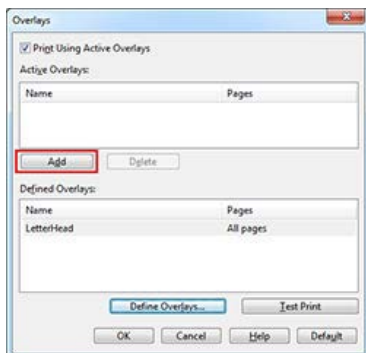 Overlays
Print Using Active Overlays
Active Overlays:
Name Pages
Add Delete
Defined Overlays:
Name Pages
LetterHead All pages
Define Overlays... Test Print
OK Cancel Help Default